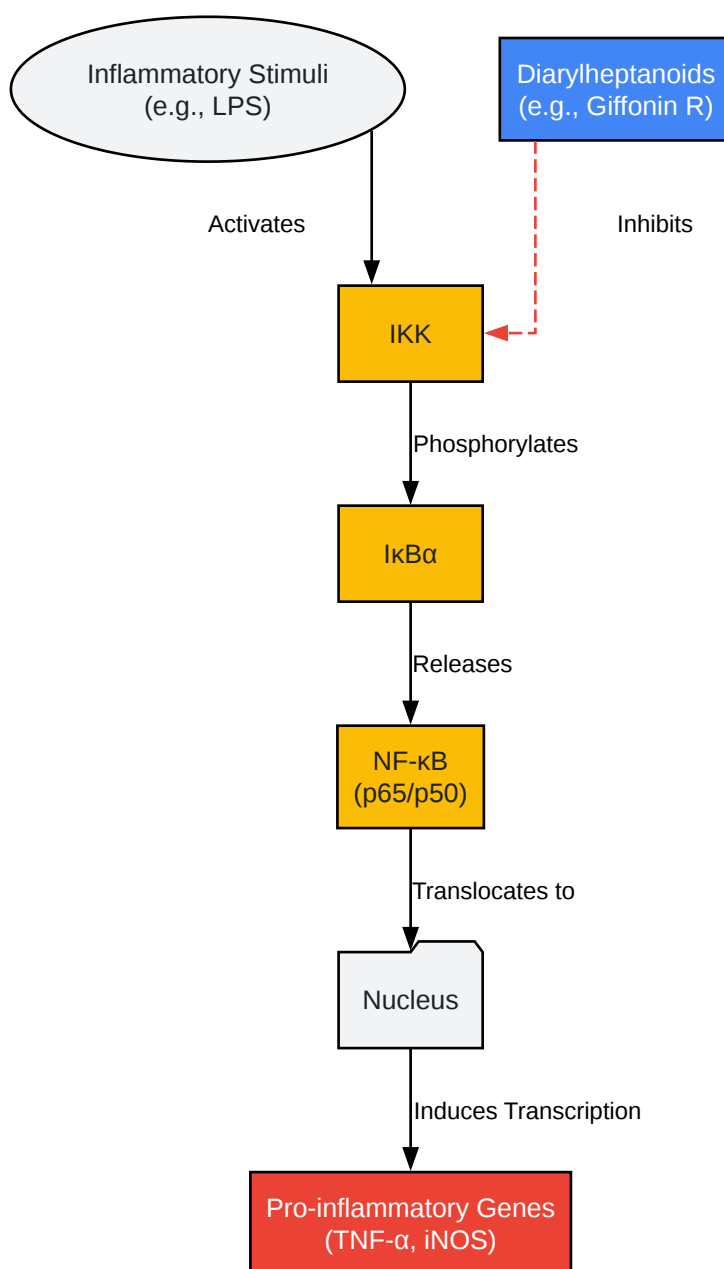 Inflammatory Stimuli
(e.g., LPS)
Diarylheptanoids
(e.g., Giffonin R)
Activates
Inhibits
IKK
Phosphorylates
IκBα
Releases
NF-κB
(p65/p50)
Translocates to
Nucleus
Induces Transcription
Pro-inflammatory Genes
(TNF-α, iNOS)